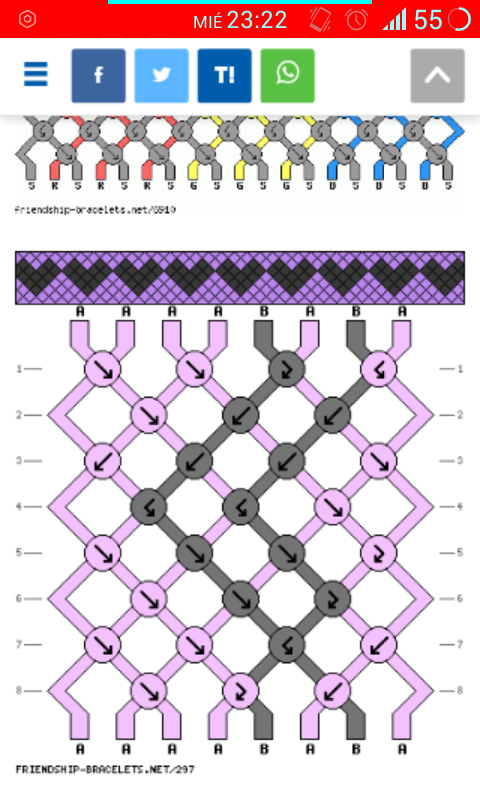 MIÉ 23:22 55
f T!
S R S R S R S G S G S G S B S B S B S
friendship-bracelets.net/6910
A A A A B A B A
1 1
2 2
3 3
4 4
5 5
6 6
7 7
8 8
A A A A B A B A
FRIENDSHIP-BRACELETS.NET/297